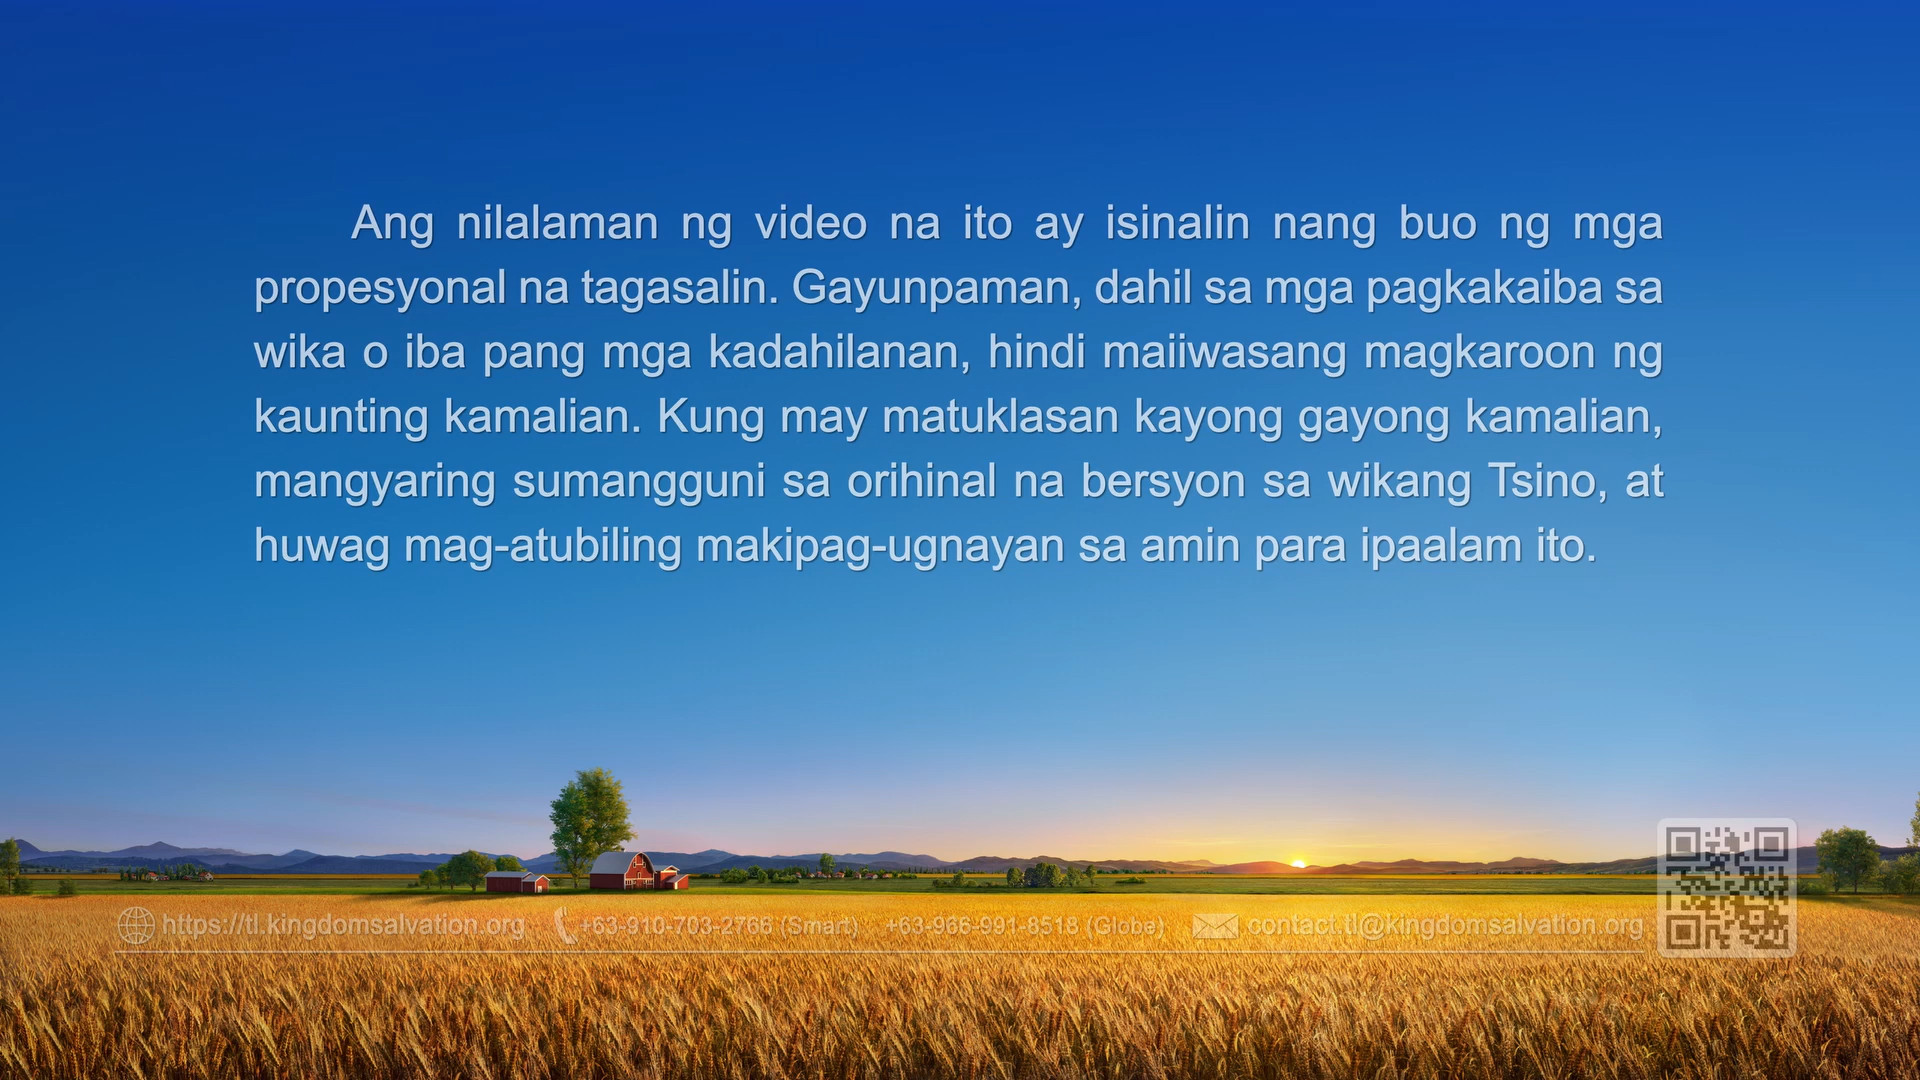 Ang nilalaman ng video na ito ay isinalin nang buo ng mga
propesyonal na tagasalin. Gayunpaman, dahil sa mga pagkakaiba sa
wika o iba pang mga kadahilanan, hindi maiiwasang magkaroon ng
kaunting kamalian. Kung may matuklasan kayong gayong kamalian,
mangyaring sumangguni sa orihinal na bersyon sa wikang Tsino, at
huwag mag-atubiling makipag-ugnayan sa amin para ipaalam ito.
https://tl.kingdomsalvation.org +63-910-703-2766 (Smart) +63-966-991-8518 (Globe) contact.tl@kingdomsalvation.org